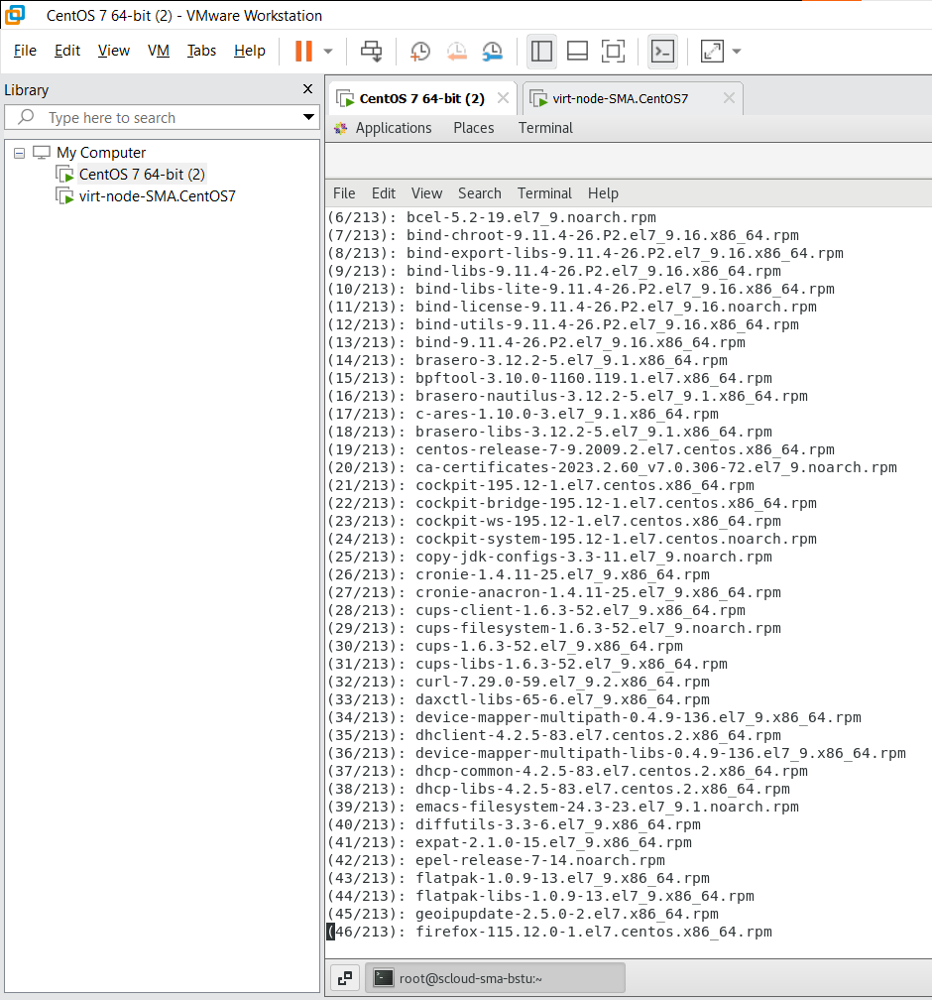 CentOS 7 64-bit (2) - VMware Workstation
File Edit View VM Tabs Help
Library
Type here to search
My Computer
CentOS 7 64-bit (2)
virt-node-SMA.CentOS7
CentOS 7 64-bit (2) virt-node-SMA.CentOS7
Applications Places Terminal
File Edit View Search Terminal Help
(6/213): bcel-5.2-19.el7_9.noarch.rpm
(7/213): bind-chroot-9.11.4-26.P2.el7_9.16.x86_64.rpm
(8/213): bind-export-libs-9.11.4-26.P2.el7_9.16.x86_64.rpm
(9/213): bind-libs-9.11.4-26.P2.el7_9.16.x86_64.rpm
(10/213): bind-libs-lite-9.11.4-26.P2.el7_9.16.x86_64.rpm
(11/213): bind-license-9.11.4-26.P2.el7_9.16.noarch.rpm
(12/213): bind-utils-9.11.4-26.P2.el7_9.16.x86_64.rpm
(13/213): bind-9.11.4-26.P2.el7_9.16.x86_64.rpm
(14/213): brasero-3.12.2-5.el7_9.1.x86_64.rpm
(15/213): bpftool-3.10.0-1160.119.1.el7.x86_64.rpm
(16/213): brasero-nautilus-3.12.2-5.el7_9.1.x86_64.rpm
(17/213): c-ares-1.10.0-3.el7_9.1.x86_64.rpm
(18/213): brasero-libs-3.12.2-5.el7_9.1.x86_64.rpm
(19/213): centos-release-7-9.2009.2.el7.centos.x86_64.rpm
(20/213): ca-certificates-2023.2.60_v7.0.306-72.el7_9.noarch.rpm
(21/213): cockpit-195.12-1.el7.centos.x86_64.rpm
(22/213): cockpit-bridge-195.12-1.el7.centos.x86_64.rpm
(23/213): cockpit-ws-195.12-1.el7.centos.x86_64.rpm
(24/213): cockpit-system-195.12-1.el7.centos.noarch.rpm
(25/213): copy-jdk-configs-3.3-11.el7_9.noarch.rpm
(26/213): cronie-1.4.11-25.el7_9.x86_64.rpm
(27/213): cronie-anacron-1.4.11-25.el7_9.x86_64.rpm
(28/213): cups-client-1.6.3-52.el7_9.x86_64.rpm
(29/213): cups-filesystem-1.6.3-52.el7_9.noarch.rpm
(30/213): cups-1.6.3-52.el7_9.x86_64.rpm
(31/213): cups-libs-1.6.3-52.el7_9.x86_64.rpm
(32/213): curl-7.29.0-59.el7_9.2.x86_64.rpm
(33/213): daxctl-libs-65-6.el7_9.x86_64.rpm
(34/213): device-mapper-multipath-0.4.9-136.el7_9.x86_64.rpm
(35/213): dhclient-4.2.5-83.el7.centos.2.x86_64.rpm
(36/213): device-mapper-multipath-libs-0.4.9-136.el7_9.x86_64.rpm
(37/213): dhcp-common-4.2.5-83.el7.centos.2.x86_64.rpm
(38/213): dhcp-libs-4.2.5-83.el7.centos.2.x86_64.rpm
(39/213): emacs-filesystem-24.3-23.el7_9.1.noarch.rpm
(40/213): diffutils-3.3-6.el7_9.x86_64.rpm
(41/213): expat-2.1.0-15.el7_9.x86_64.rpm
(42/213): epel-release-7-14.noarch.rpm
(43/213): flatpak-1.0.9-13.el7_9.x86_64.rpm
(44/213): flatpak-libs-1.0.9-13.el7_9.x86_64.rpm
(45/213): geoipupdate-2.5.0-2.el7.x86_64.rpm
(46/213): firefox-115.12.0-1.el7.centos.x86_64.rpm
root@scloud-sma-bstu:~